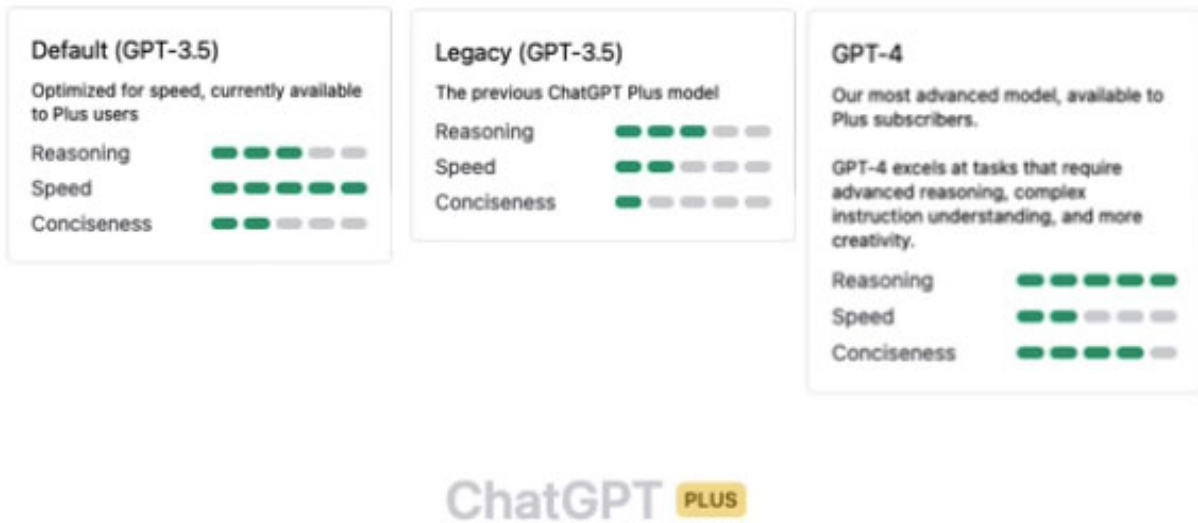 Default (GPT-3.5)
Optimized for speed, currently available
to Plus users
Reasoning
Speed
Conciseness
Legacy (GPT-3.5)
The previous ChatGPT Plus model
Reasoning
Speed
Conciseness
GPT-4
Our most advanced model, available to
Plus subscribers.
GPT-4 excels at tasks that require
advanced reasoning, complex
instruction understanding, and more
creativity.
Reasoning
Speed
Conciseness
ChatGPT PLUS